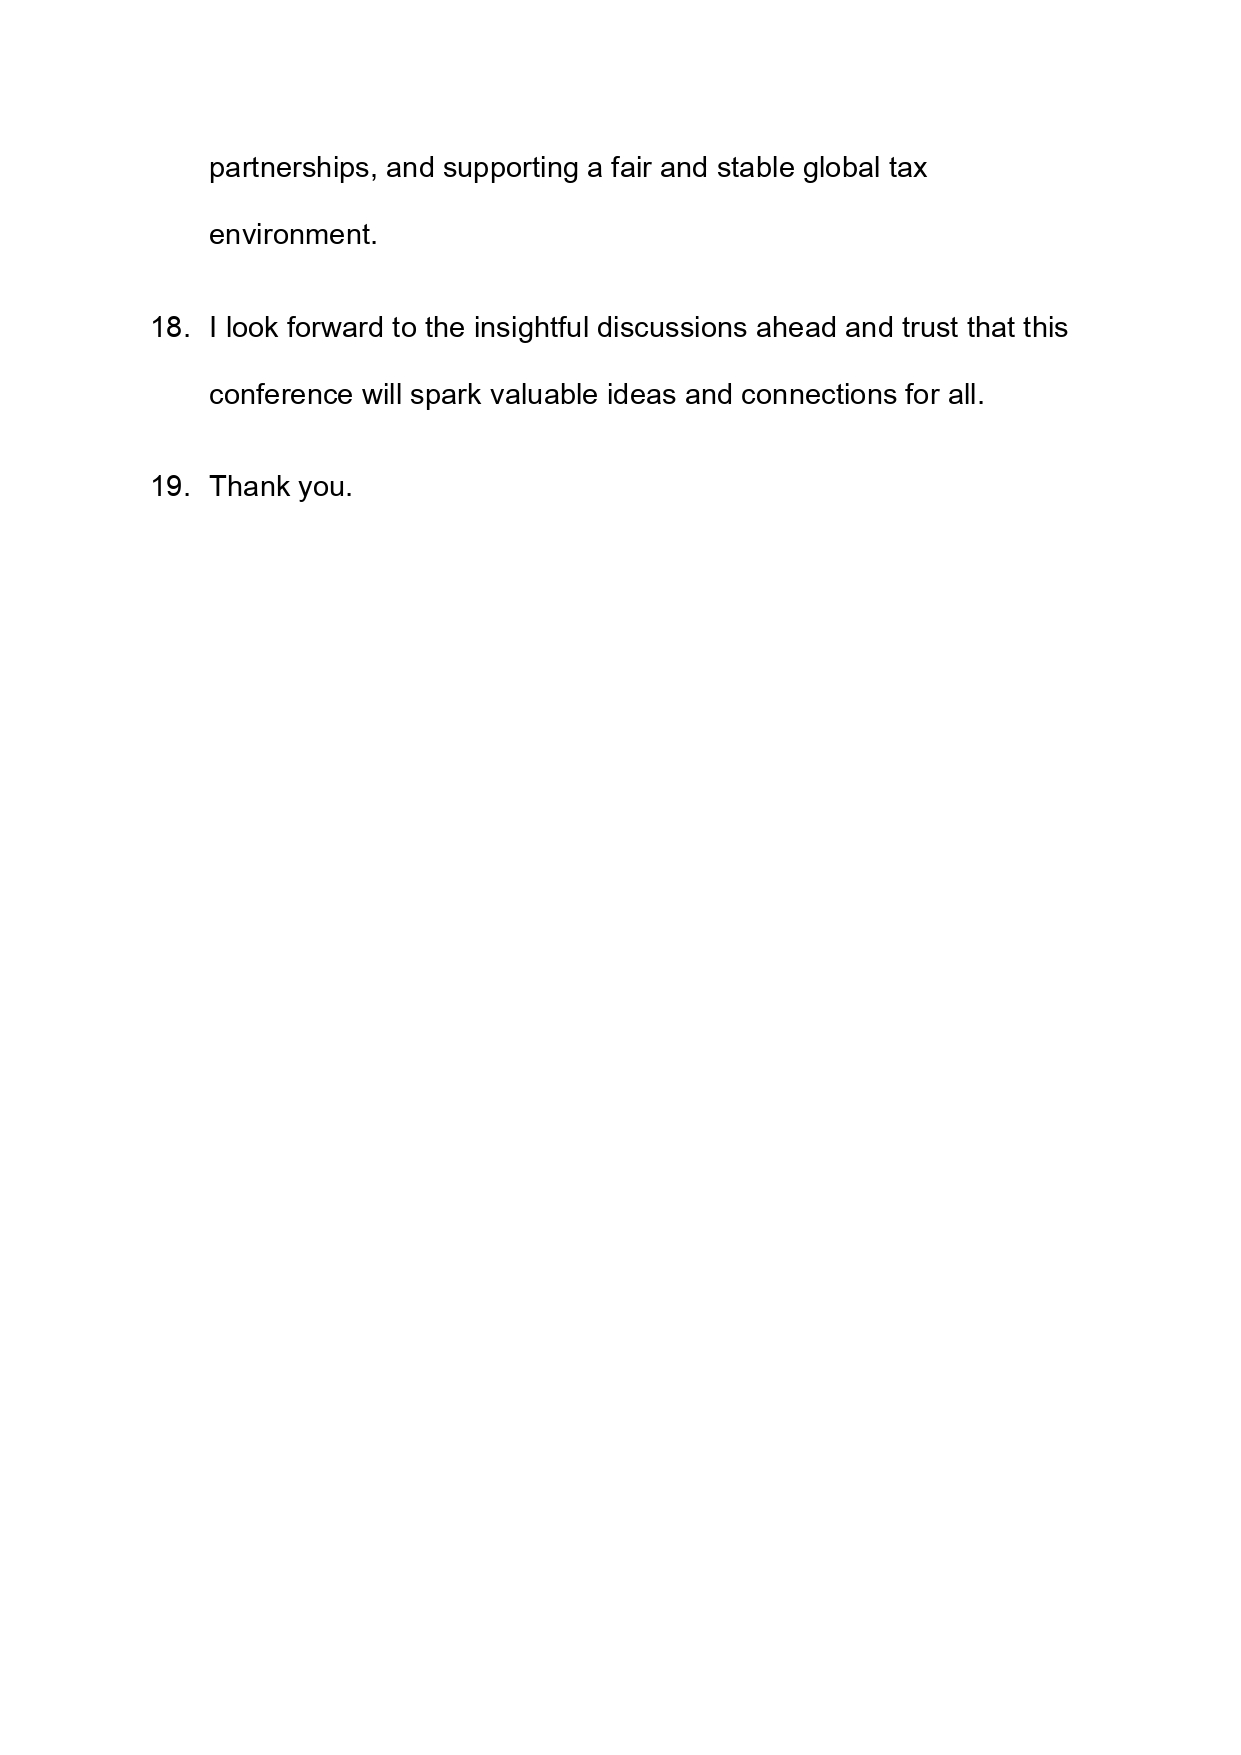 partnerships, and supporting a fair and stable global tax
environment.
18. I look forward to the insightful discussions ahead and trust that this
conference will spark valuable ideas and connections for all.
19. Thank you.